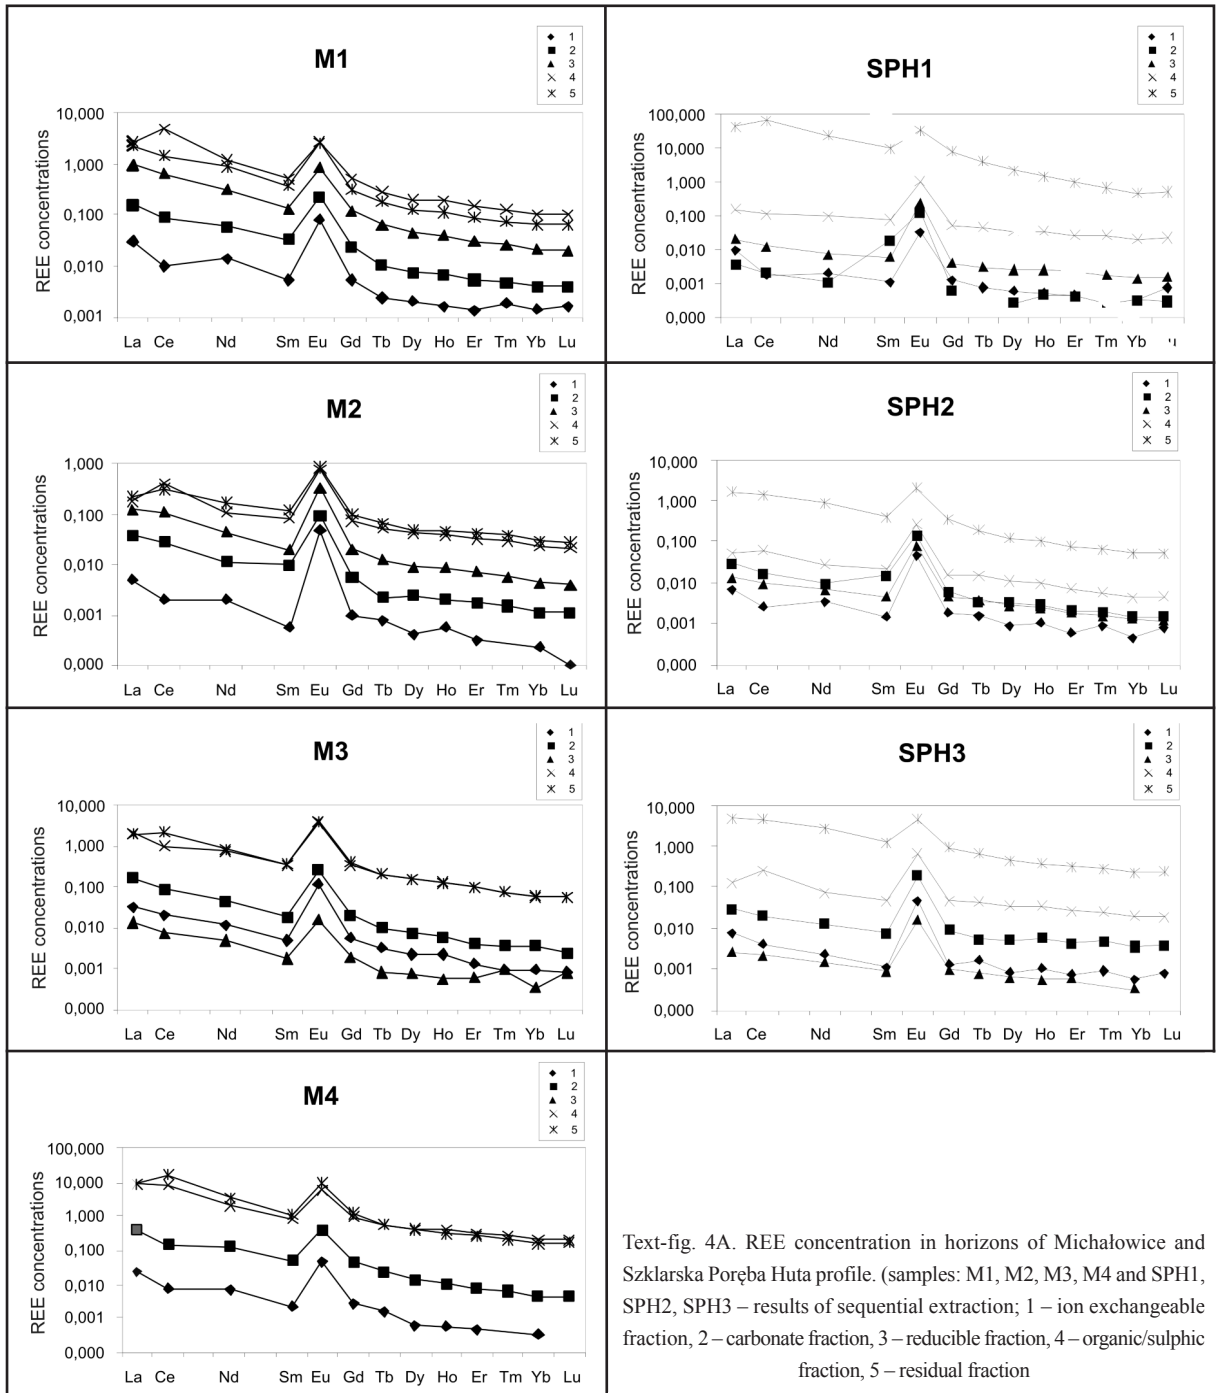 M1
1
2
3
4
5
REE concentrations
10,000
1,000
0,100
0,010
0,001
La Ce Nd Sm Eu Gd Tb Dy Ho Er Tm Yb Lu
SPH1
1
2
3
4
5
REE concentrations
100,000
10,000
1,000
0,100
0,010
0,001
0,000
La Ce Nd Sm Eu Gd Tb Dy Ho Er Tm Yb
M2
1
2
3
4
5
REE concentrations
1,000
0,100
0,010
0,001
0,000
La Ce Nd Sm Eu Gd Tb Dy Ho Er Tm Yb Lu
SPH2
1
2
3
4
5
REE concentrations
10,000
1,000
0,100
0,010
0,001
0,000
La Ce Nd Sm Eu Gd Tb Dy Ho Er Tm Yb Lu
M3
1
2
3
4
5
REE concentrations
10,000
1,000
0,100
0,010
0,001
0,000
La Ce Nd Sm Eu Gd Tb Dy Ho Er Tm Yb Lu
SPH3
1
2
3
4
5
REE concentrations
10,000
1,000
0,100
0,010
0,001
0,000
La Ce Nd Sm Eu Gd Tb Dy Ho Er Tm Yb Lu
M4
1
2
3
4
5
REE concentrations
100,000
10,000
1,000
0,100
0,010
0,001
0,000
La Ce Nd Sm Eu Gd Tb Dy Ho Er Tm Yb Lu
Text-fig. 4A. REE concentration in horizons of Michałowice and
Szklarska Poręba Huta profile. (samples: M1, M2, M3, M4 and SPH1,
SPH2, SPH3 – results of sequential extraction; 1 – ion exchangeable
fraction, 2 – carbonate fraction, 3 – reducible fraction, 4 – organic/sulphic
fraction, 5 – residual fraction